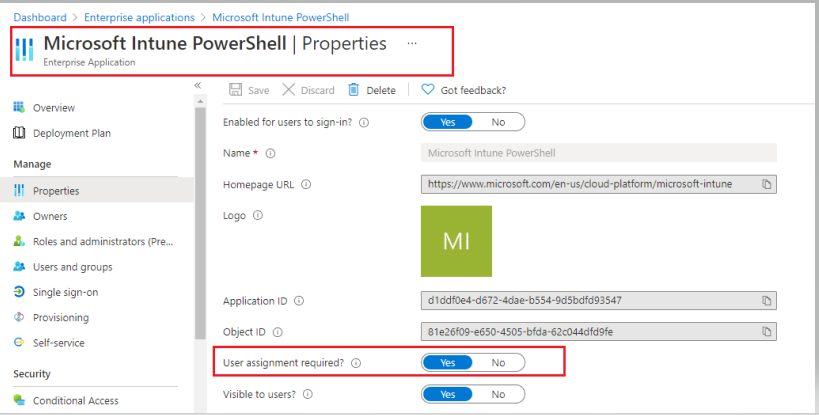 Dashboard > Enterprise applications > Microsoft Intune PowerShell
Microsoft Intune PowerShell | Properties ...
Enterprise Application
«
Save Discard Delete Got feedback?
Overview
Deployment Plan
Manage
Properties
Owners
Roles and administrators (Pre...
Users and groups
Single sign-on
Provisioning
Self-service
Security
Conditional Access
Enabled for users to sign-in? Yes No
Name * Microsoft Intune PowerShell
Homepage URL https://www.microsoft.com/en-us/cloud-platform/microsoft-intune
Logo
MI
Application ID d1ddf0e4-d672-4dae-b554-9d5bdfd93547
Object ID 81e26f09-e650-4505-bfda-62c044dfd9fe
User assignment required? Yes No
Visible to users? Yes No